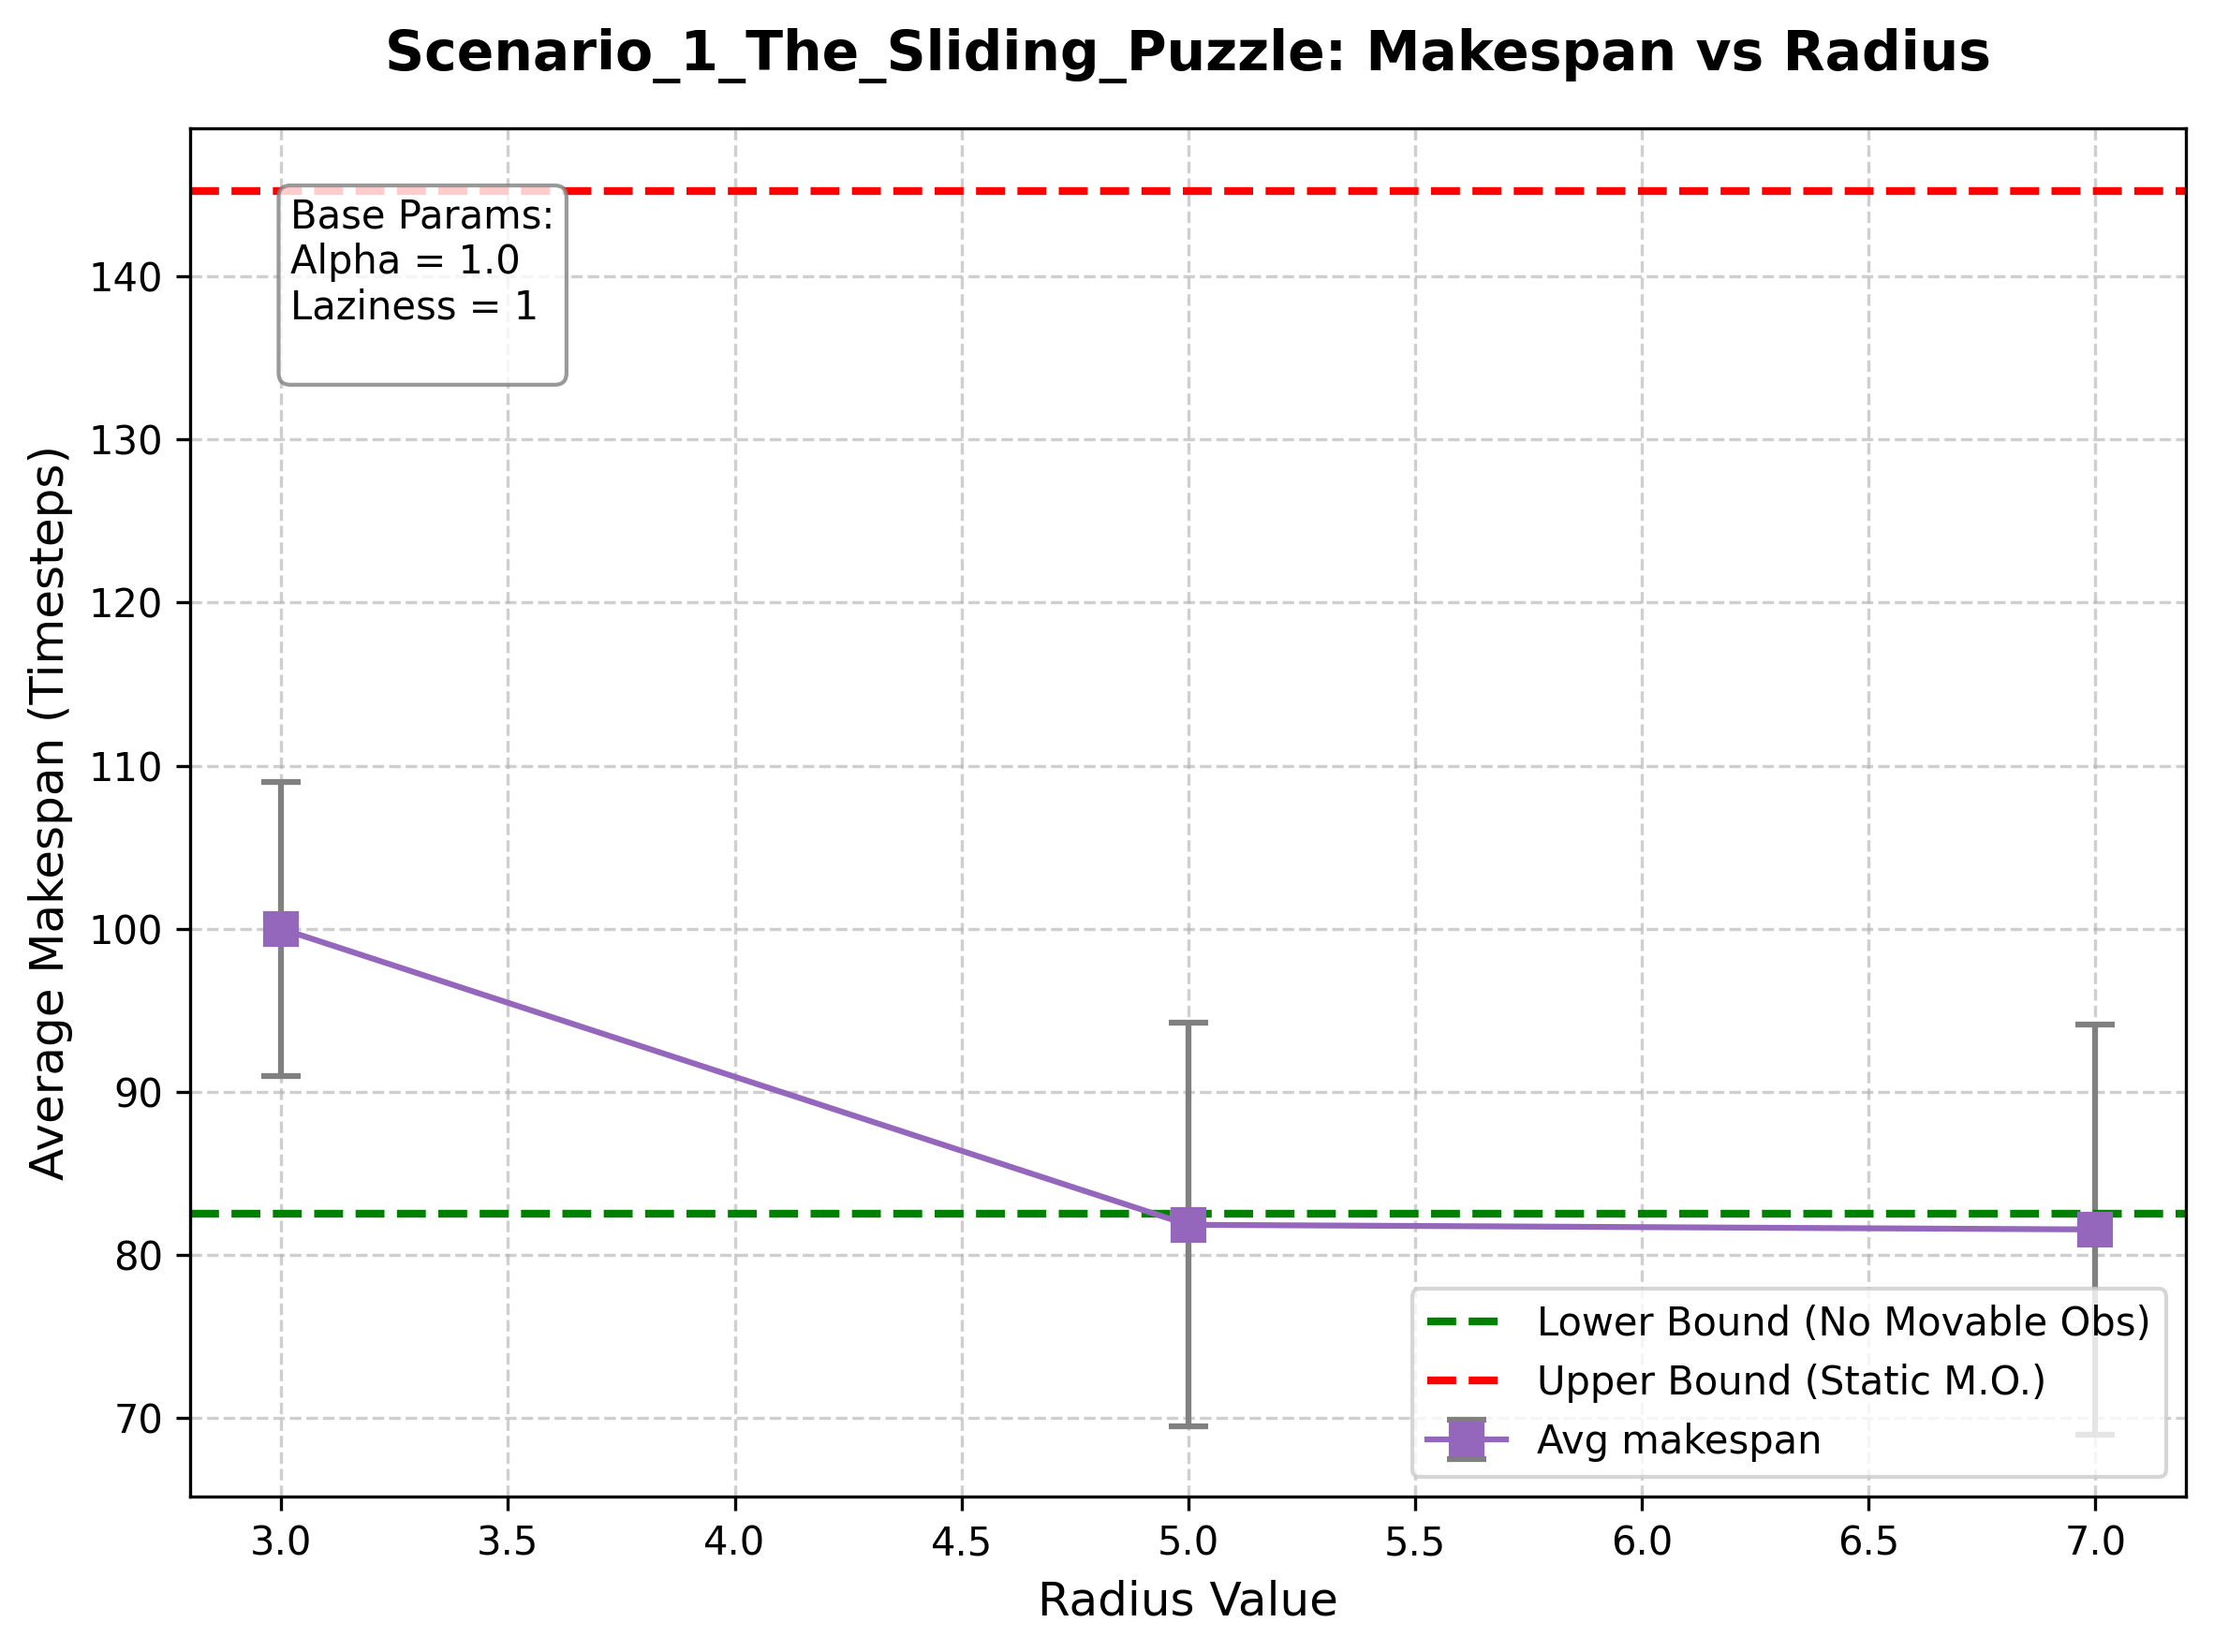 Scenario_1_The_Sliding_Puzzle: Makespan vs Radius
Base Params:
Alpha = 1.0
Laziness = 1
Average Makespan (Timesteps)
140
130
120
110
100
90
80
70
Lower Bound (No Movable Obs)
Upper Bound (Static M.O.)
Avg makespan
3.0 3.5 4.0 4.5 5.0 5.5 6.0 6.5 7.0
Radius Value